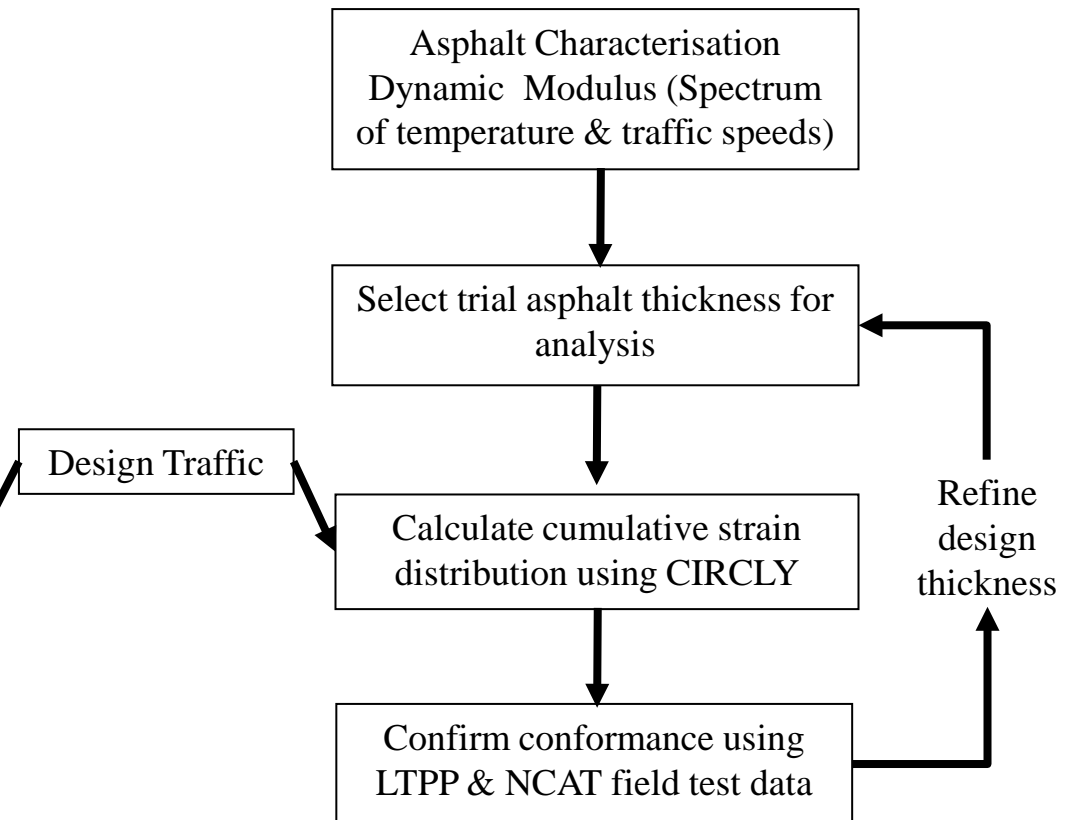 Asphalt Characterisation
Dynamic Modulus (Spectrum
of temperature & traffic speeds)
Select trial asphalt thickness for
analysis
Design Traffic
Calculate cumulative strain
distribution using CIRCLY
Refine
design
thickness
Confirm conformance using
LTPP & NCAT field test data